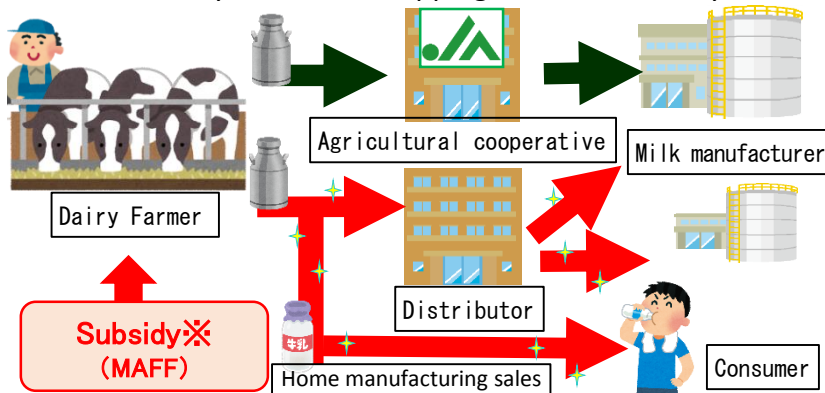 Agricultural cooperative
Milk manufacturer
Dairy Farmer
Distributor
Subsidy※
(MAFF)
牛乳
Home manufacturing sales
Consumer